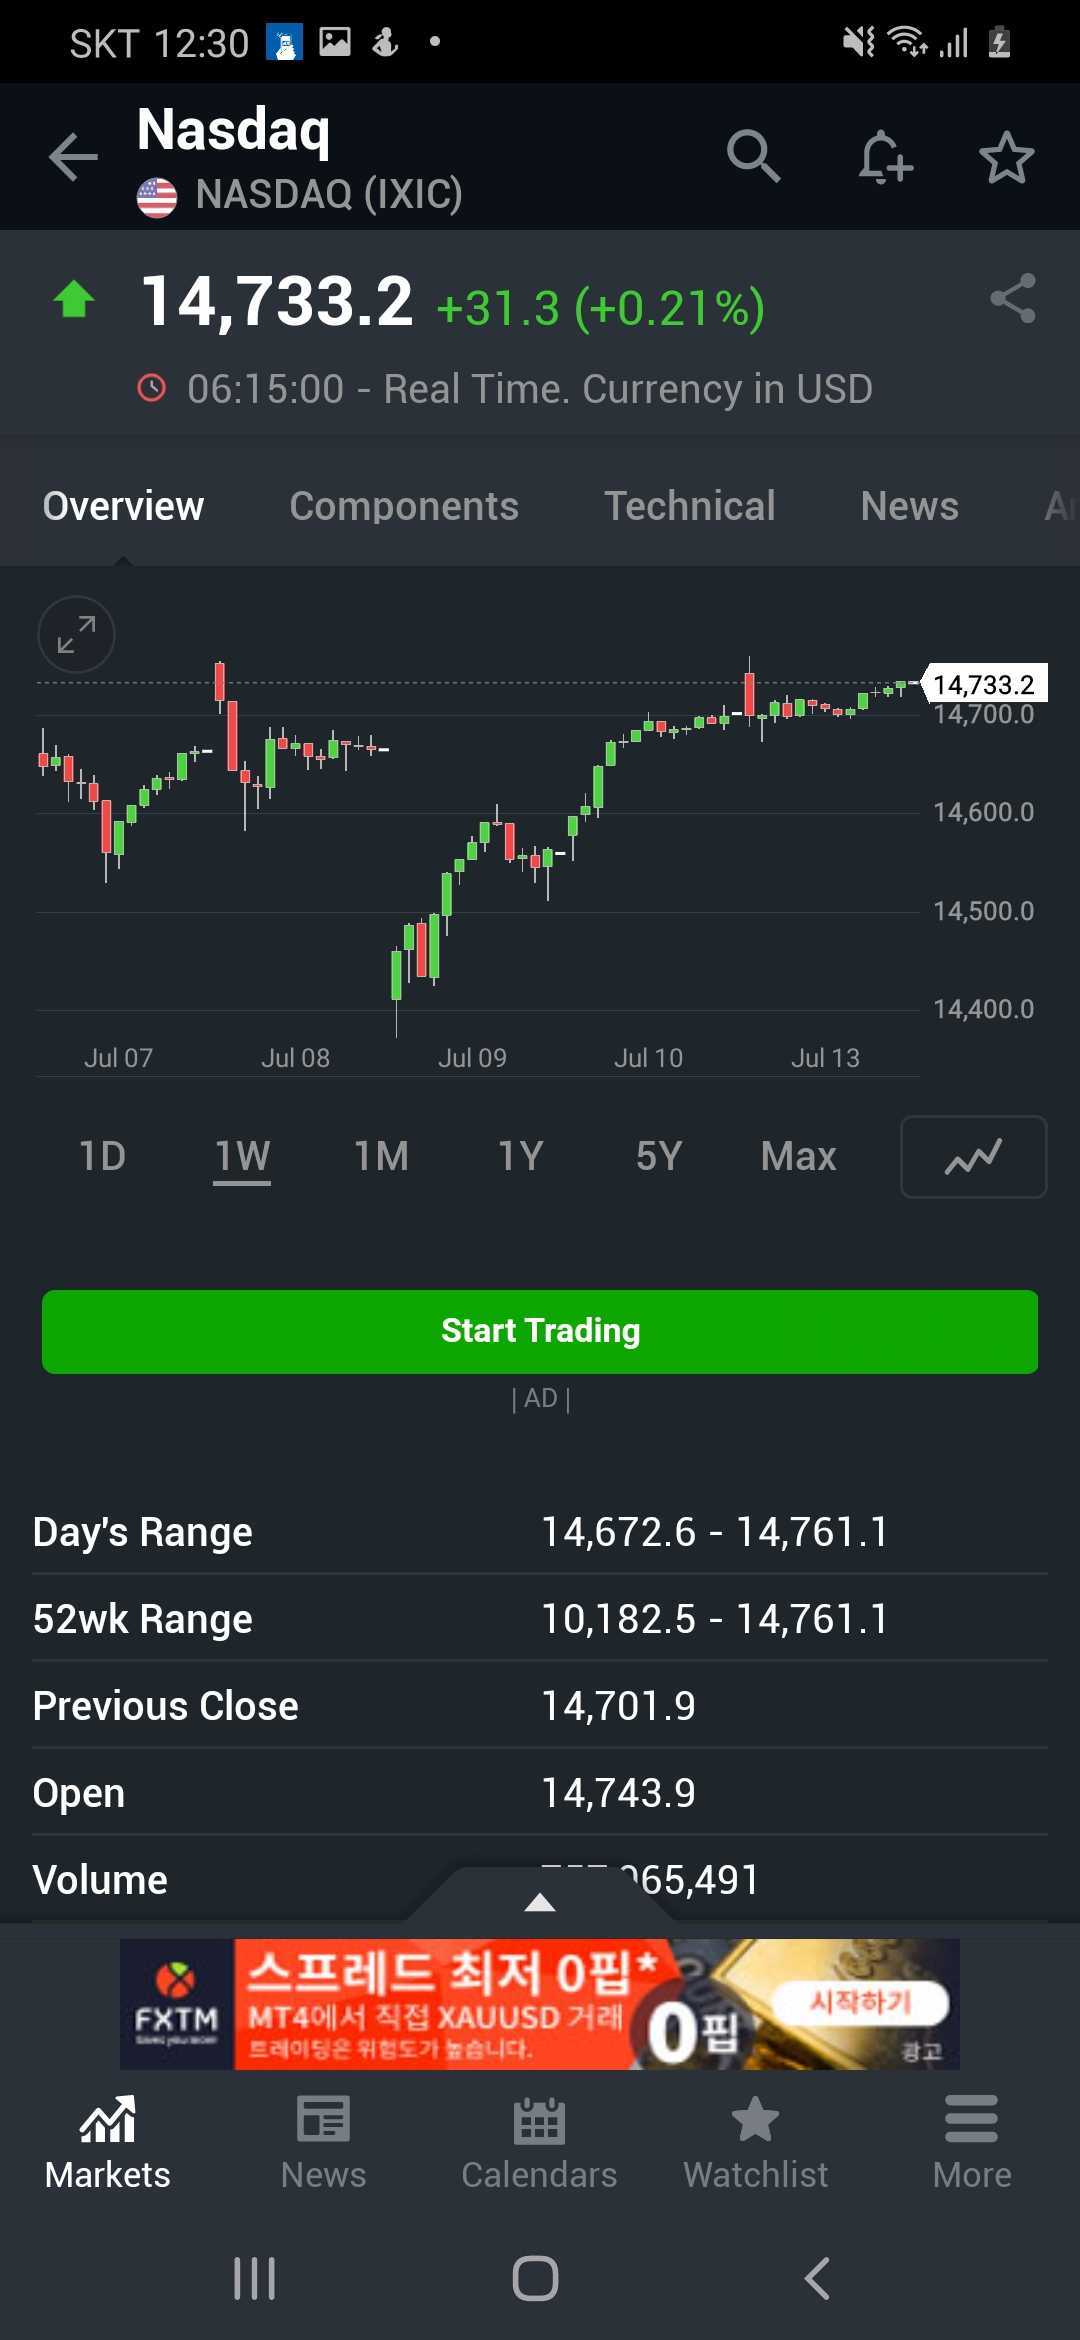 SKT 12:30
Nasdaq
NASDAQ (IXIC)
14,733.2 +31.3 (+0.21%)
06:15:00 - Real Time. Currency in USD
Overview Components Technical News
14,733.2
14,700.0
14,600.0
14,500.0
14,400.0
Jul 07 Jul 08 Jul 09 Jul 10 Jul 13
1D 1W 1M 1Y 5Y Max
Start Trading
| AD |
Day's Range 14,672.6 - 14,761.1
52wk Range 10,182.5 - 14,761.1
Previous Close 14,701.9
Open 14,743.9
Volume 65,491
스프레드 최저 0핍*
FXTM MT4에서 직접 XAUUSD 거래 0핍 시작하기
트레이딩은 위험도가 높습니다. 광고
Markets News Calendars Watchlist More